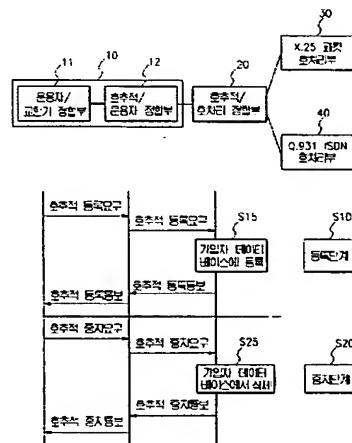 30
X.25 패킷
호처리부
10
11
12
20
운용자/
교환기 정합부
호추적/
운용자 정합부
호추적/
호처리 정합부
40
Q.931 ISDN
호처리부
호추적 등록요구
호추적 등록요구
S15
S10
가입자 데이터
베이스에 등록
등록단계
호추적 등록통보
호추적 등록통보
호추적 중지요구
호추적 중지요구
S25
S20
가입자 데이터
베이스에서 삭제
중지단계
호추적 중지통보
호추적 중지통보